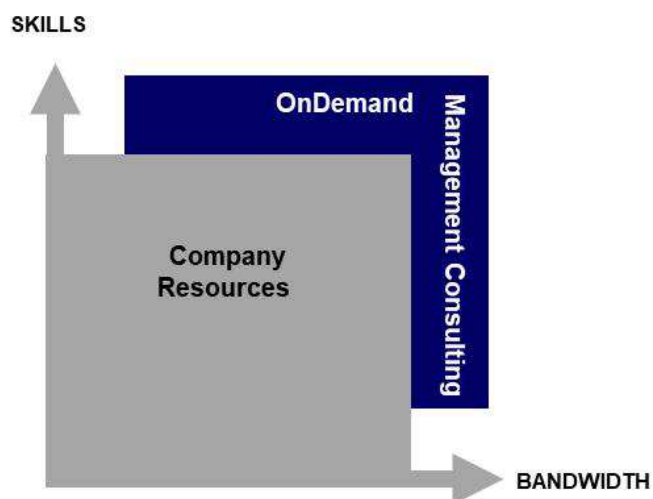 SKILLS
OnDemand
Management Consulting
Company
Resources
BANDWIDTH